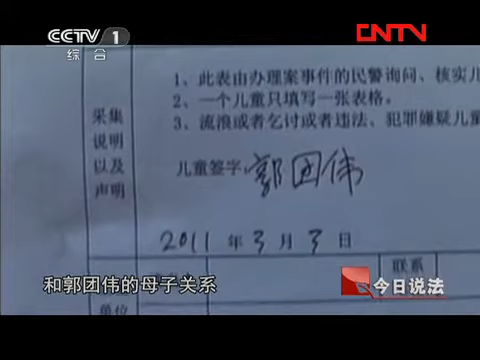 CCTV 1
综合
CNTV
1、此表由办理案事件的民警询问、核实儿
2、一个儿童只填写一张表格。
3、流浪或者乞讨或者违法、犯罪嫌疑儿童
采集
说明
以及
声明
儿童签字 郭团伟
2011 年 3 月 3 日
联系
和郭团伟的母子关系
今日说法
单位